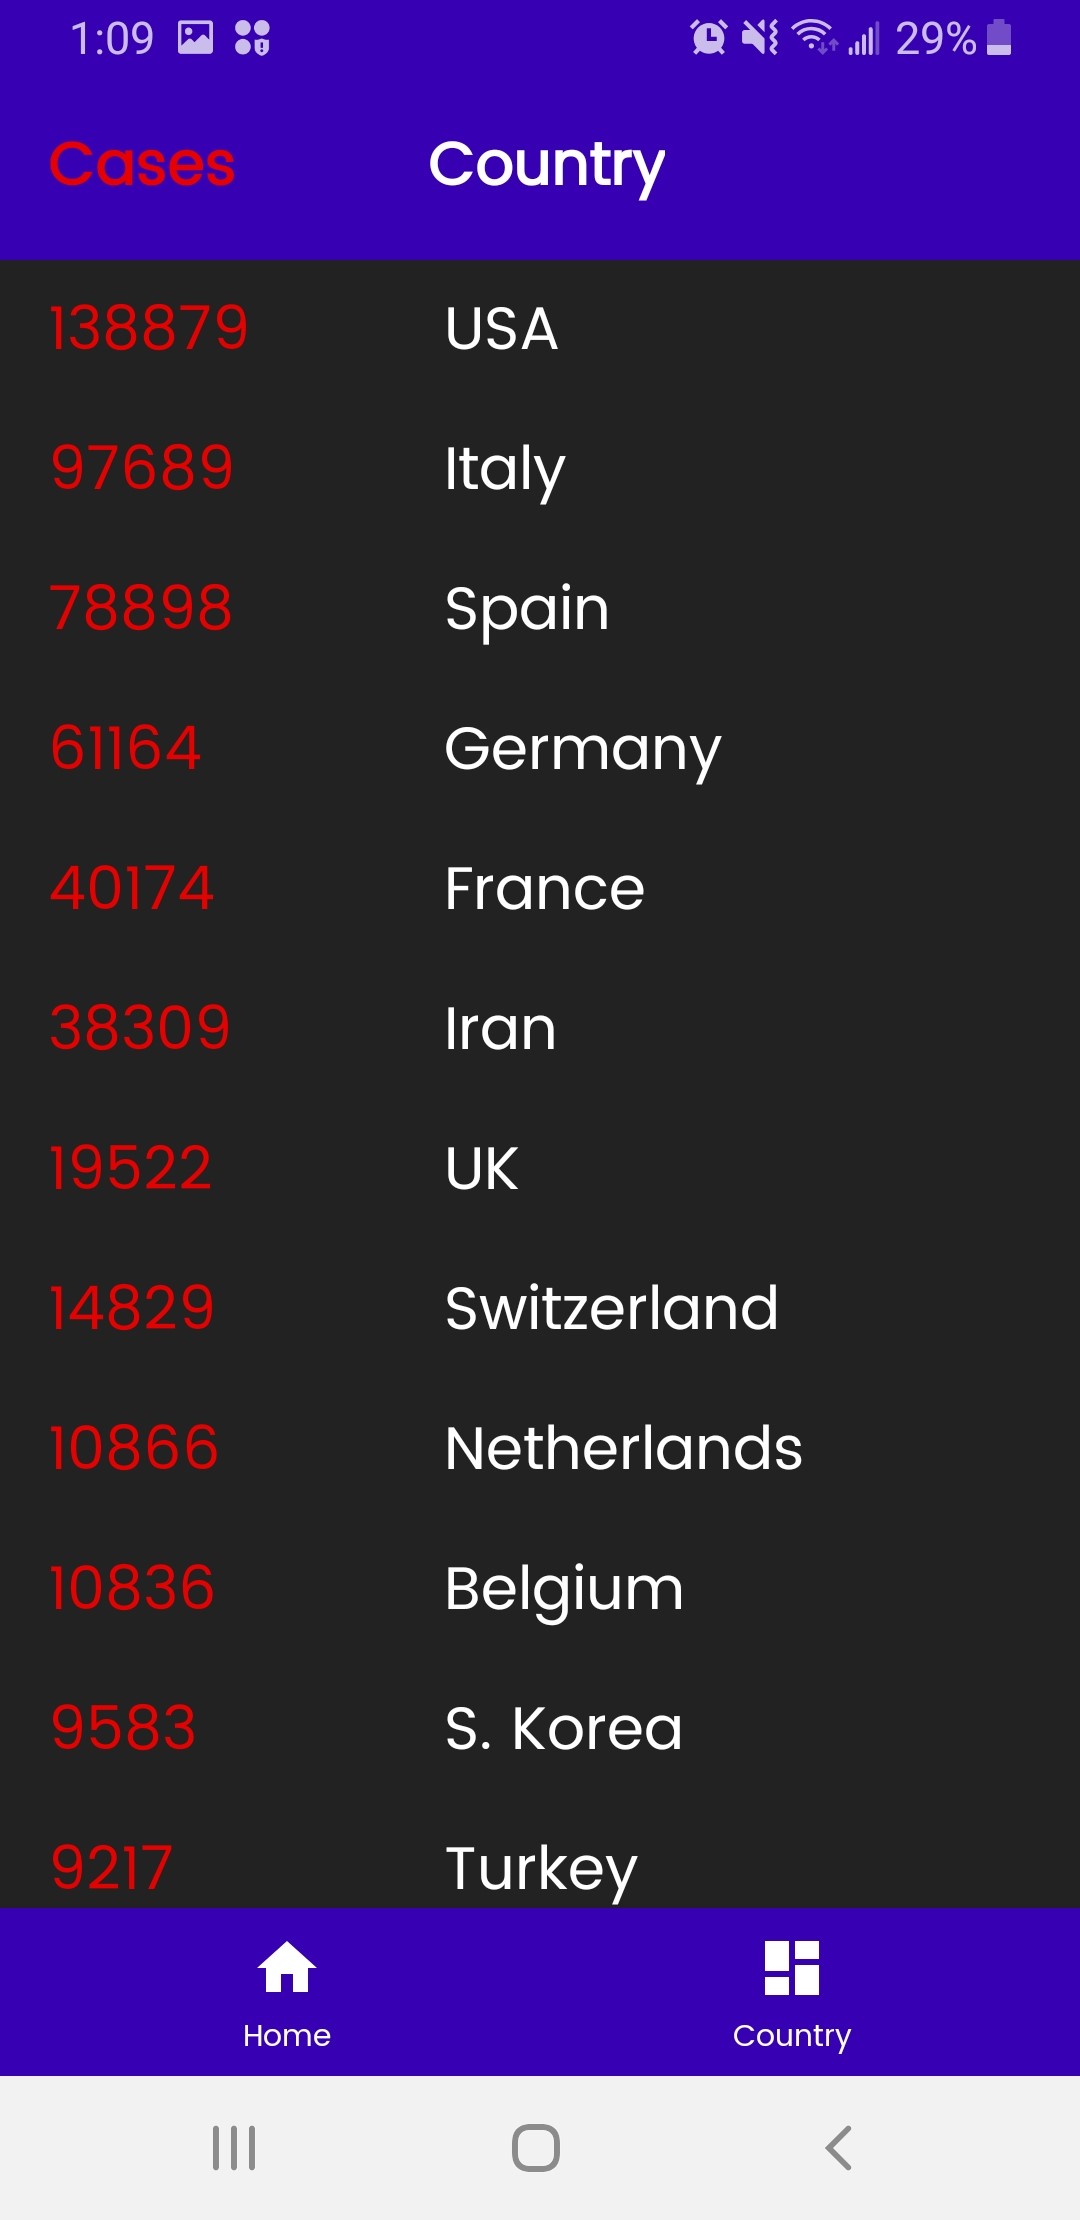 1:09 29%
Cases Country
138879 USA
97689 Italy
78898 Spain
61164 Germany
40174 France
38309 Iran
19522 UK
14829 Switzerland
10866 Netherlands
10836 Belgium
9583 S. Korea
9217 Turkey
Home Country